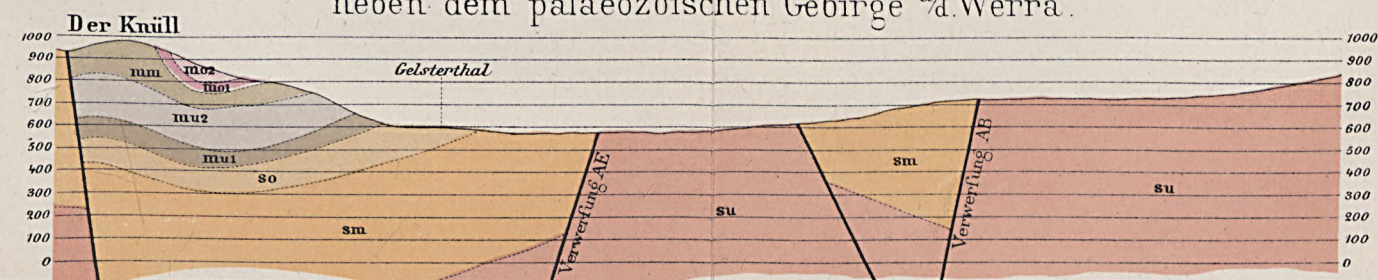 neben dem palaeozoischen Gebirge a/d. Werra.
Der Knüll
1000 1000
900 900
800 800
700 700
600 600
500 500
400 400
300 300
200 200
100 100
0 0
Gelsterthal
mm
mo2
mo1
mu2
mu1
so
sm
Verwerfung AE
su
sm
Verwerfung AB
su